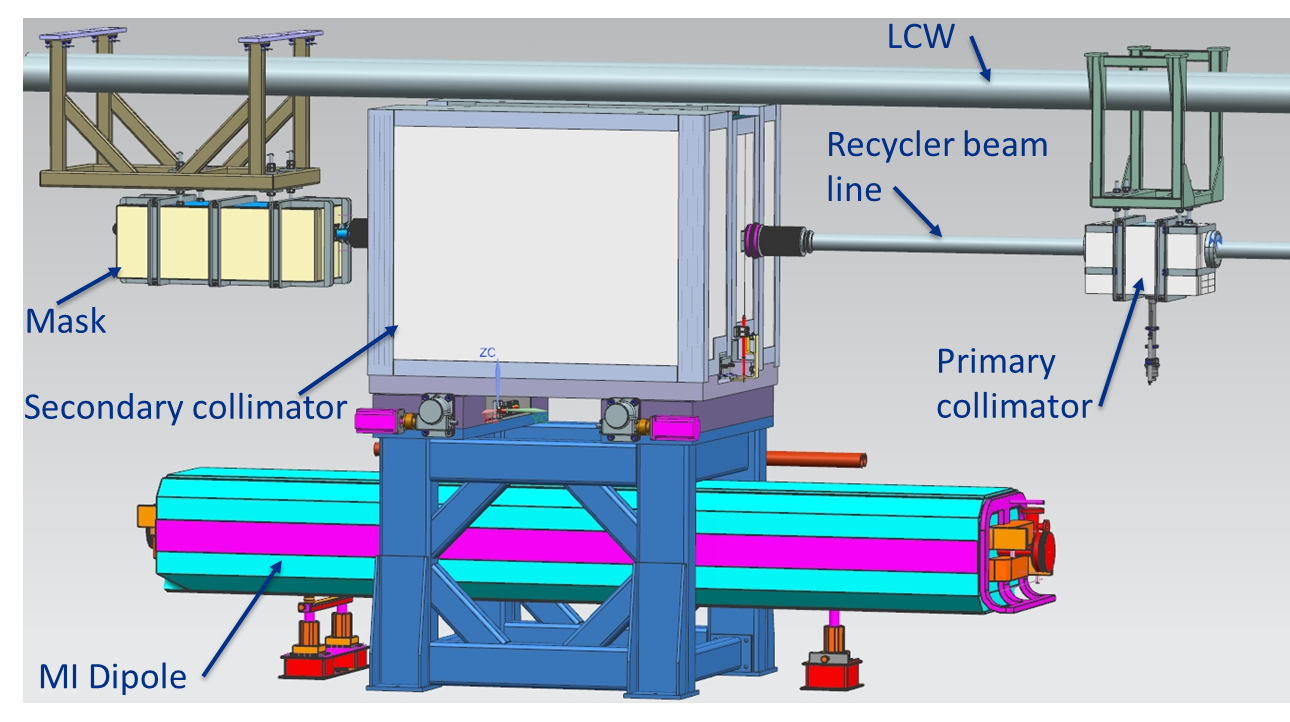 LCW
Recycler beam
line
Mask
ZC
Primary
collimator
Secondary collimator
MI Dipole